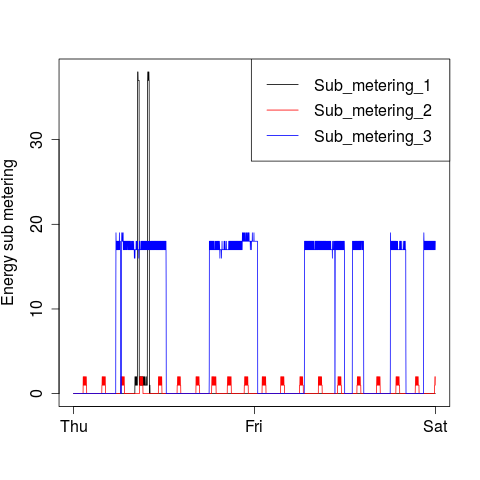 Sub_metering_1
Sub_metering_2
Sub_metering_3
Energy sub metering
30
20
10
0
Thu Fri Sat